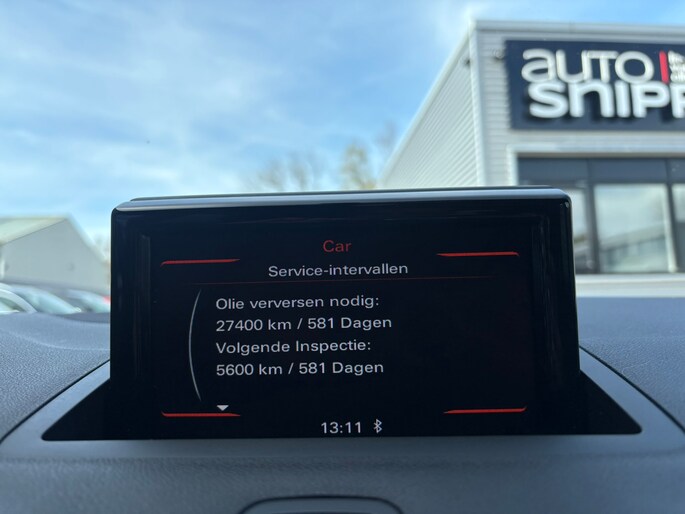 AUTO
Car
Service-intervallen
Olie verversen nodig:
27400 km / 581 Dagen
Volgende Inspectie:
5600 km / 581 Dagen
13:11